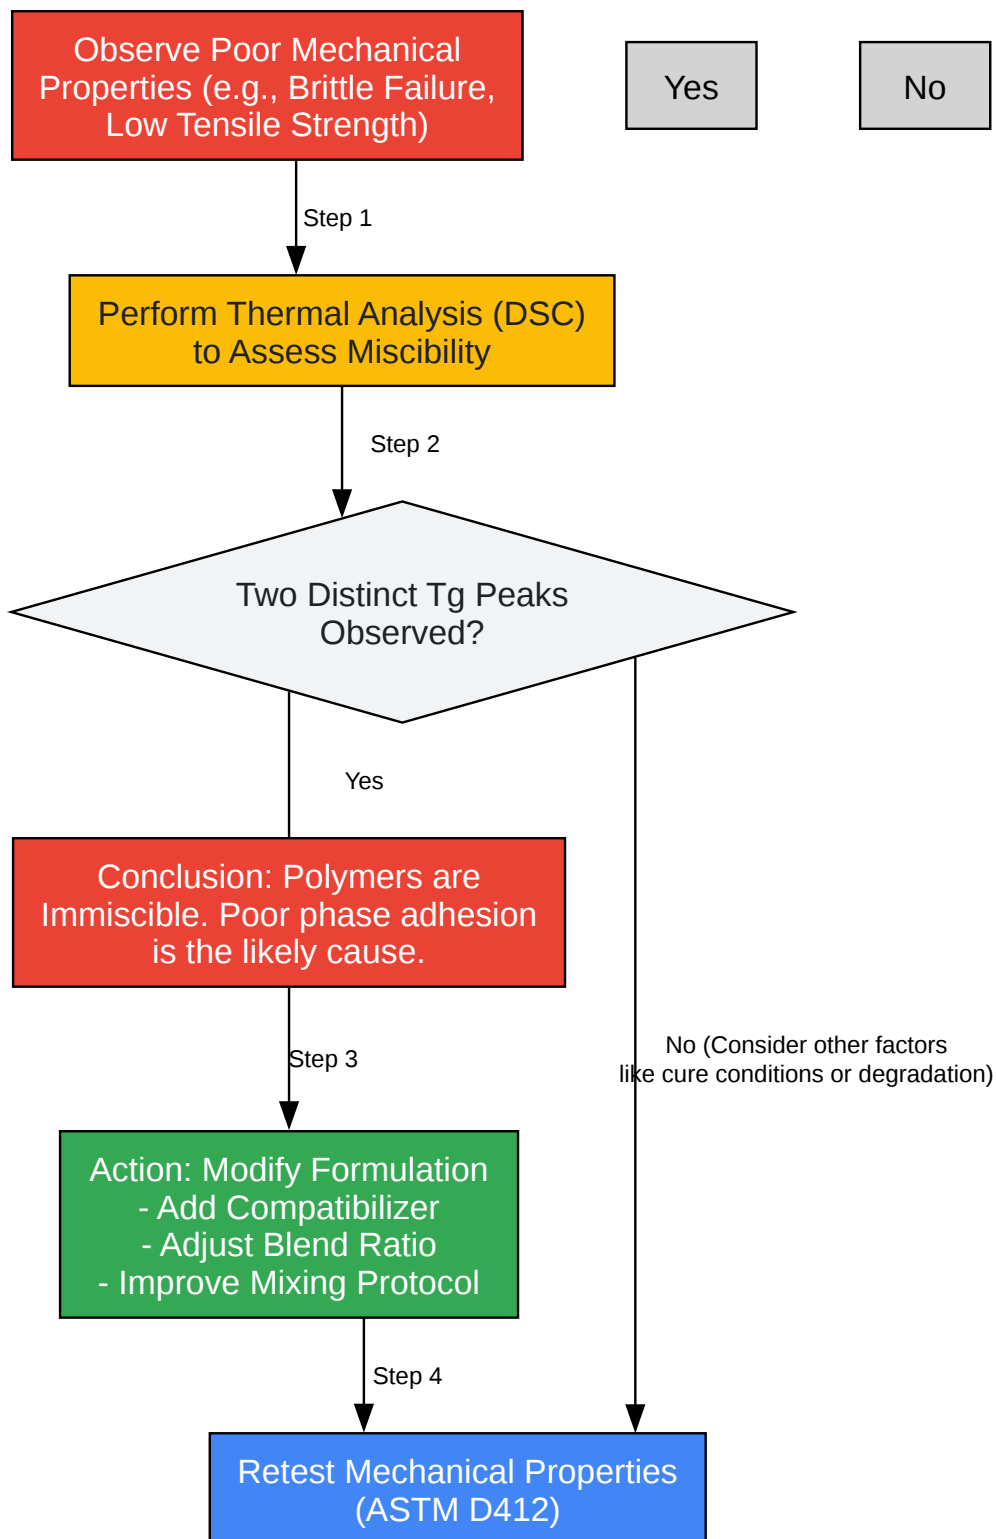 Observe Poor Mechanical
Properties (e.g., Brittle Failure,
Low Tensile Strength)
Yes
No
Step 1
Perform Thermal Analysis (DSC)
to Assess Miscibility
Step 2
Two Distinct Tg Peaks
Observed?
Yes
Conclusion: Polymers are
Immiscible. Poor phase adhesion
is the likely cause.
Step 3
No (Consider other factors
like cure conditions or degradation)
Action: Modify Formulation
- Add Compatibilizer
- Adjust Blend Ratio
- Improve Mixing Protocol
Step 4
Retest Mechanical Properties
(ASTM D412)